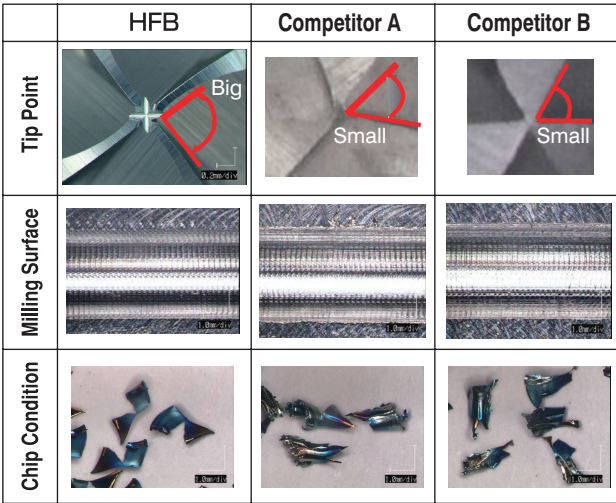 HFB
Competitor A
Competitor B
Tip Point
Big
0.2mm/div
Small
Small
Milling Surface
1.0mm/div
1.0mm/div
1.0mm/div
Chip Condition
1.0mm/div
1.0mm/div
1.0mm/div